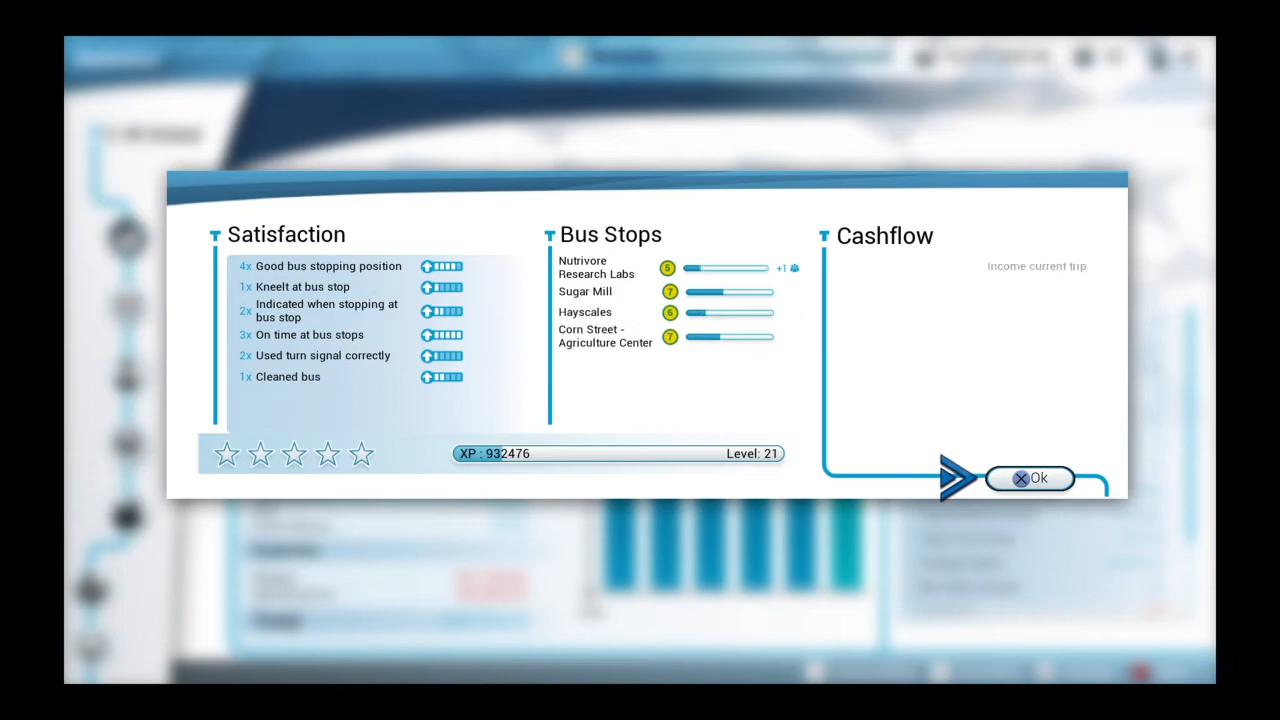 Satisfaction
4x Good bus stopping position
1x Kneelt at bus stop
2x Indicated when stopping at
bus stop
3x On time at bus stops
2x Used turn signal correctly
1x Cleaned bus
Bus Stops
Nutrivore
Research Labs 5 +1
Sugar Mill 7
Hayscales 6
Corn Street -
Agriculture Center 7
Cashflow
Income current trip
XP : 932476 Level: 21
Ok